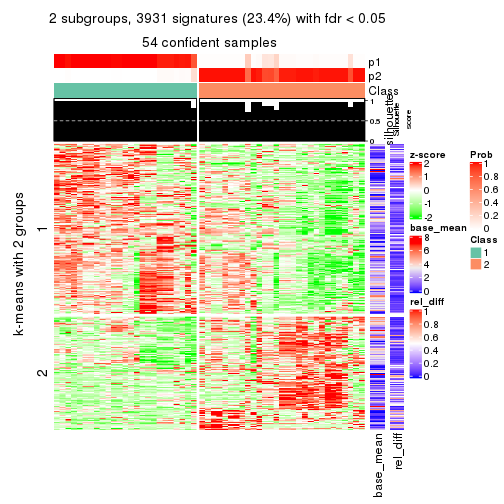 2 subgroups, 3931 signatures (23.4%) with fdr < 0.05
54 confident samples
p1
p2
Class
1
0.5
0
silhouette
Silhouette
score
k-means with 2 groups
1
2
base_mean
rel_diff
z-score
2
1
0
-1
-2
base_mean
8
6
4
2
0
rel_diff
1
0.8
0.6
0.4
0.2
0
Prob
1
0.8
0.6
0.4
0.2
0
Class
1
2